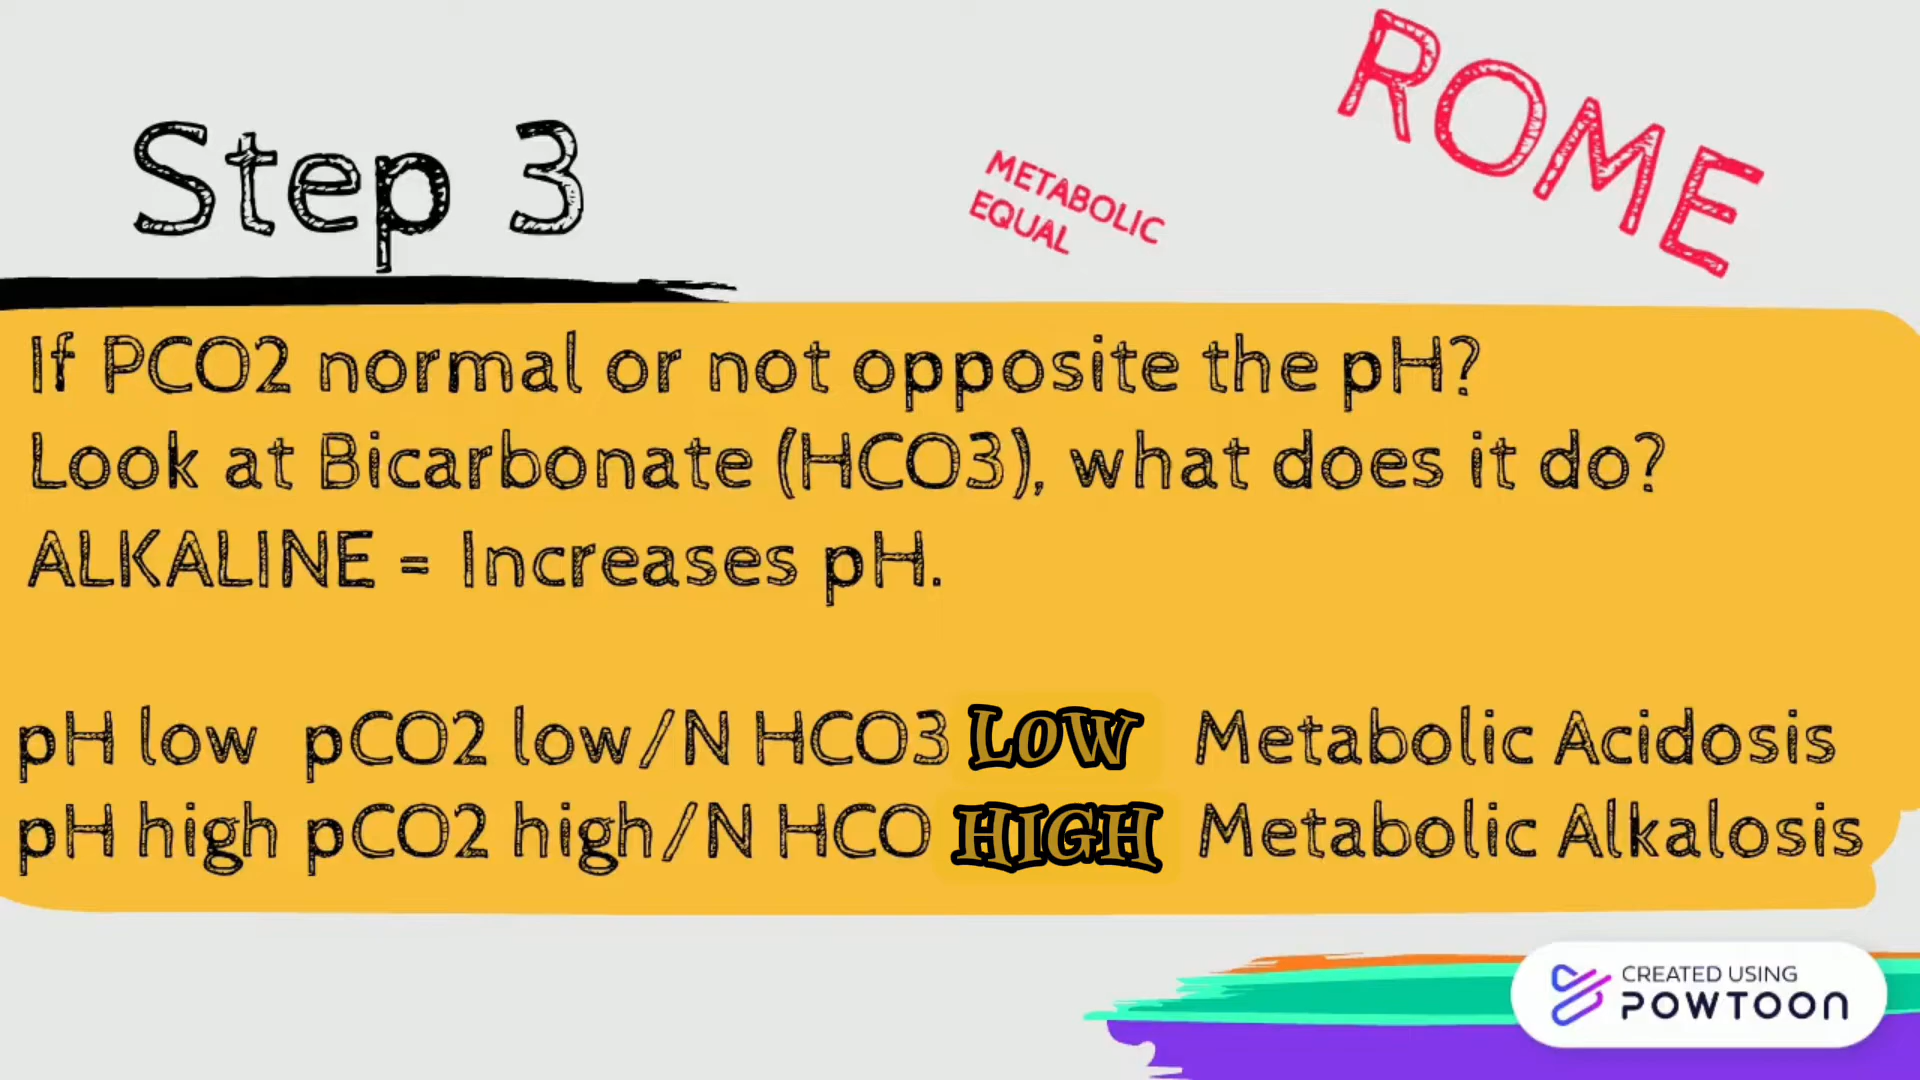 ROME
Step 3
METABOLIC
EQUAL
If PCO2 normal or not opposite the pH?
Look at Bicarbonate (HCO3), what does it do?
ALKALINE = Increases pH.
pH low pCO2 low/N HCO3 LOW Metabolic Acidosis
pH high pCO2 high/N HCO HIGH Metabolic Alkalosis
CREATED USING
POWTOON